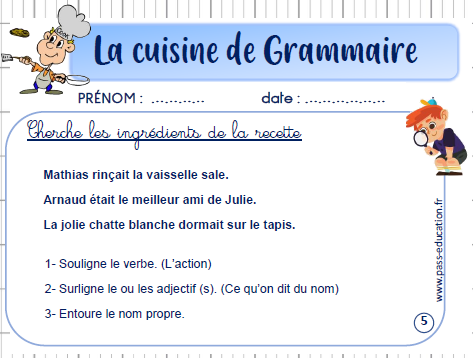 La cuisine de Grammaire
PRÉNOM : ........... date : ................
Cherche les ingrédients de la recette
Mathias rinçait la vaisselle sale.
Arnaud était le meilleur ami de Julie.
La jolie chatte blanche dormait sur le tapis.
1- Souligne le verbe. (L'action)
2- Surligne le ou les adjectif (s). (Ce qu'on dit du nom)
3- Entoure le nom propre.
www.pass-education.fr
5